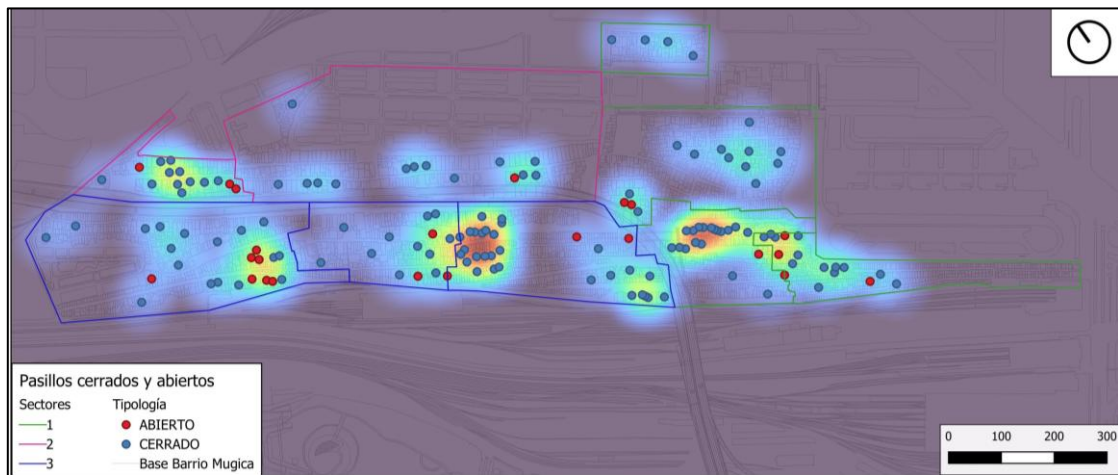 Pasillos cerrados y abiertos
Sectores Tipología
1 ABIERTO
2 CERRADO
3 Base Barrio Mugica
0 100 200 300